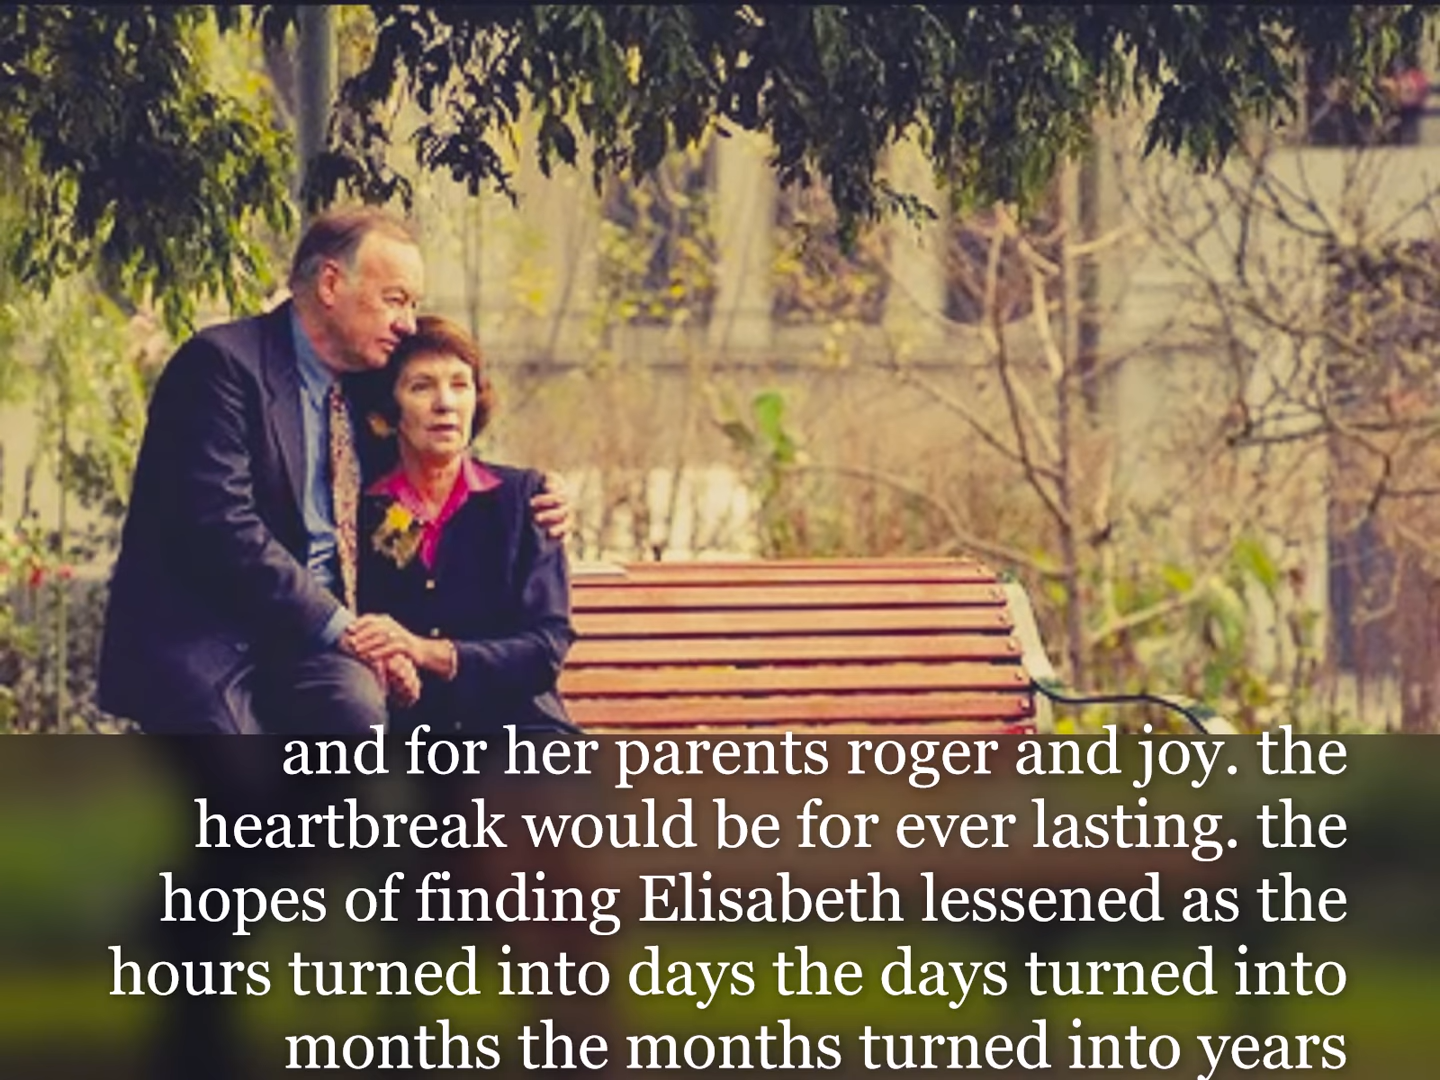 and for her parents roger and joy. the
heartbreak would be for ever lasting. the
hopes of finding Elisabeth lessened as the
hours turned into days the days turned into
months the months turned into years